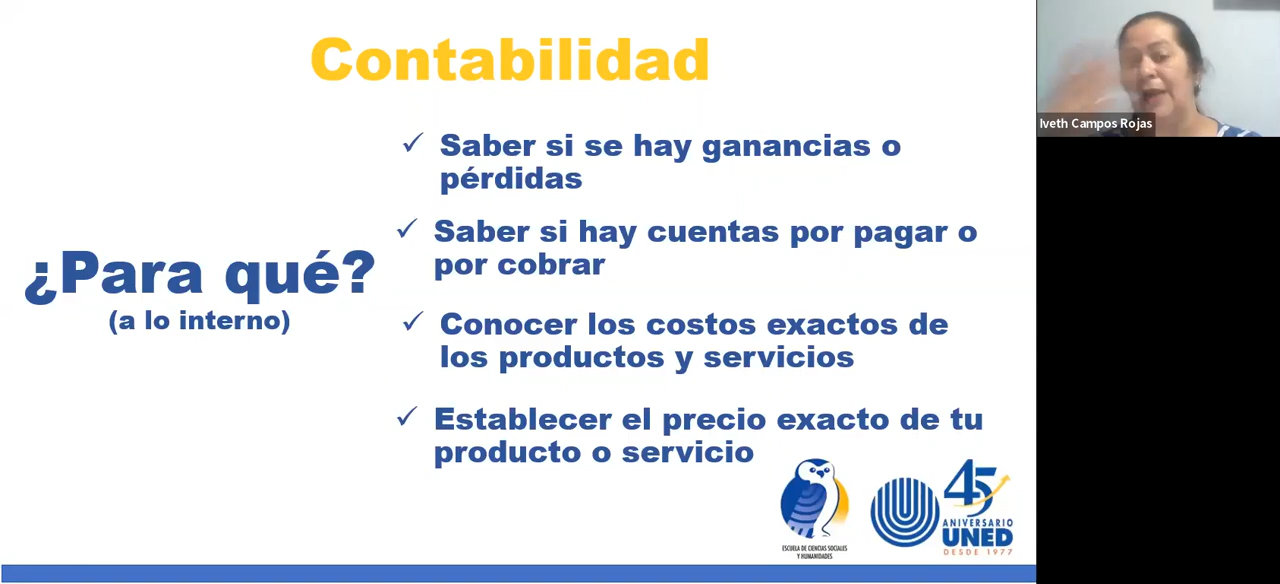 Contabilidad
Iveth Campos Rojas
¿Para qué?
(a lo interno)
✓ Saber si se hay ganancias o
pérdidas
✓ Saber si hay cuentas por pagar o
por cobrar
✓ Conocer los costos exactos de
los productos y servicios
✓ Establecer el precio exacto de tu
producto o servicio
ESCUELA DE CIENCIAS SOCIALES
Y HUMANIDADES
45
ANIVERSARIO
UNED
DESDE 1977